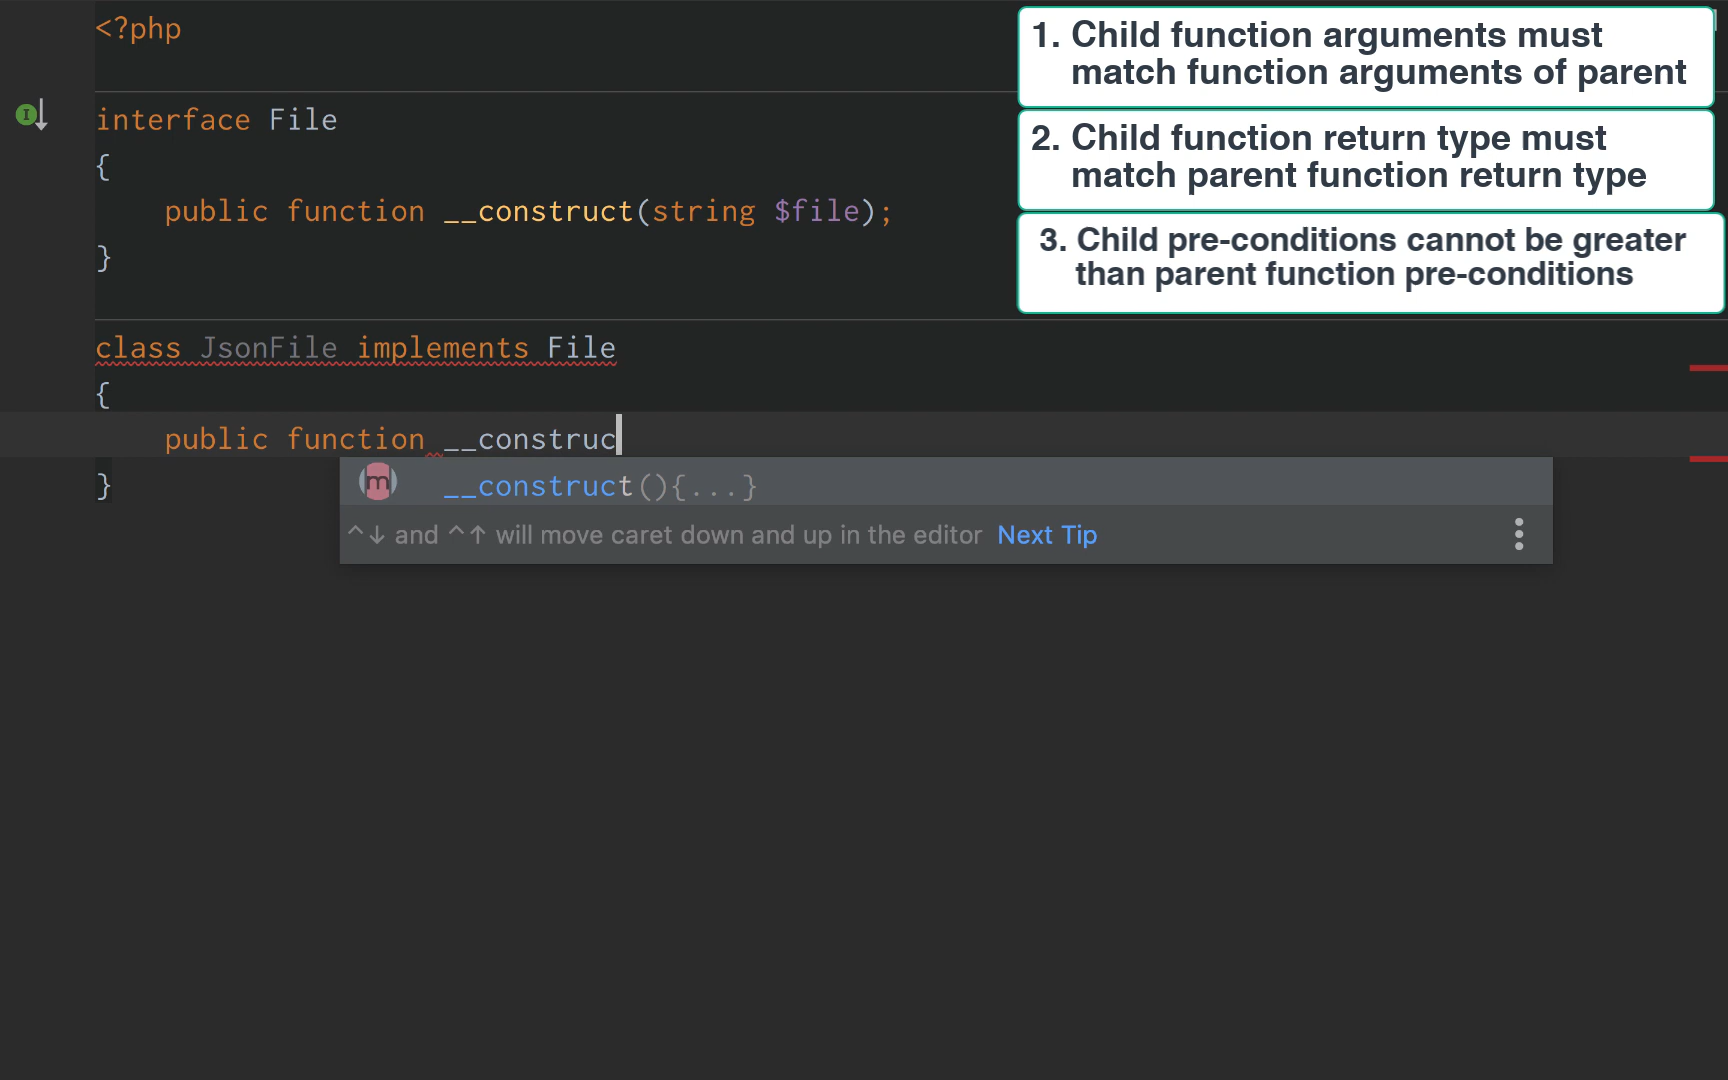 <?php
1. Child function arguments must
match function arguments of parent
interface File
{
2. Child function return type must
match parent function return type
public function __construct(string $file);
}
3. Child pre-conditions cannot be greater
than parent function pre-conditions
class JsonFile implements File
{
public function __construc
}
m __construct(){...}
^↓ and ^↑ will move caret down and up in the editor Next Tip